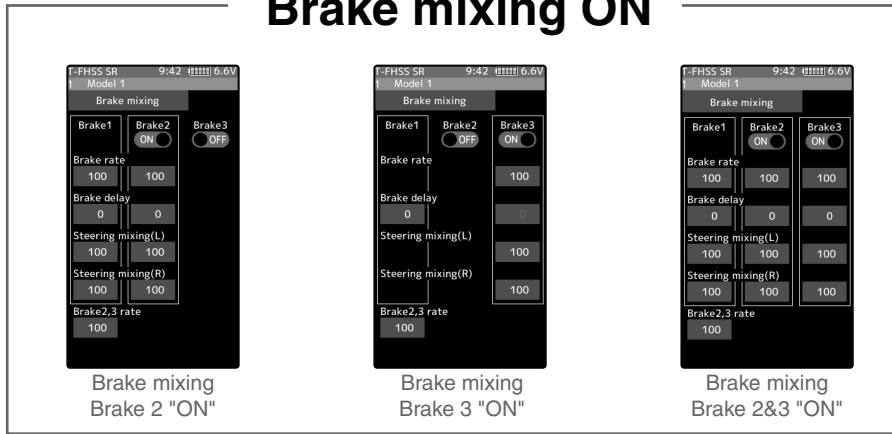 Brake mixing ON
T-FHSS SR 9:42 6.6V
1 Model 1
Brake mixing
Brake1 Brake2 Brake3
ON OFF
Brake rate
100 100
Brake delay
0 0
Steering mixing(L)
100 100
Steering mixing(R)
100 100
Brake2,3 rate
100
Brake mixing
Brake 2 "ON"
T-FHSS SR 9:42 6.6V
1 Model 1
Brake mixing
Brake1 Brake2 Brake3
OFF ON
Brake rate
100
Brake delay
0 0
Steering mixing(L)
100
Steering mixing(R)
100
Brake2,3 rate
100
Brake mixing
Brake 3 "ON"
T-FHSS SR 9:42 6.6V
1 Model 1
Brake mixing
Brake1 Brake2 Brake3
ON ON
Brake rate
100 100 100
Brake delay
0 0 0
Steering mixing(L)
100 100 100
Steering mixing(R)
100 100 100
Brake2,3 rate
100
Brake mixing
Brake 2&3 "ON"